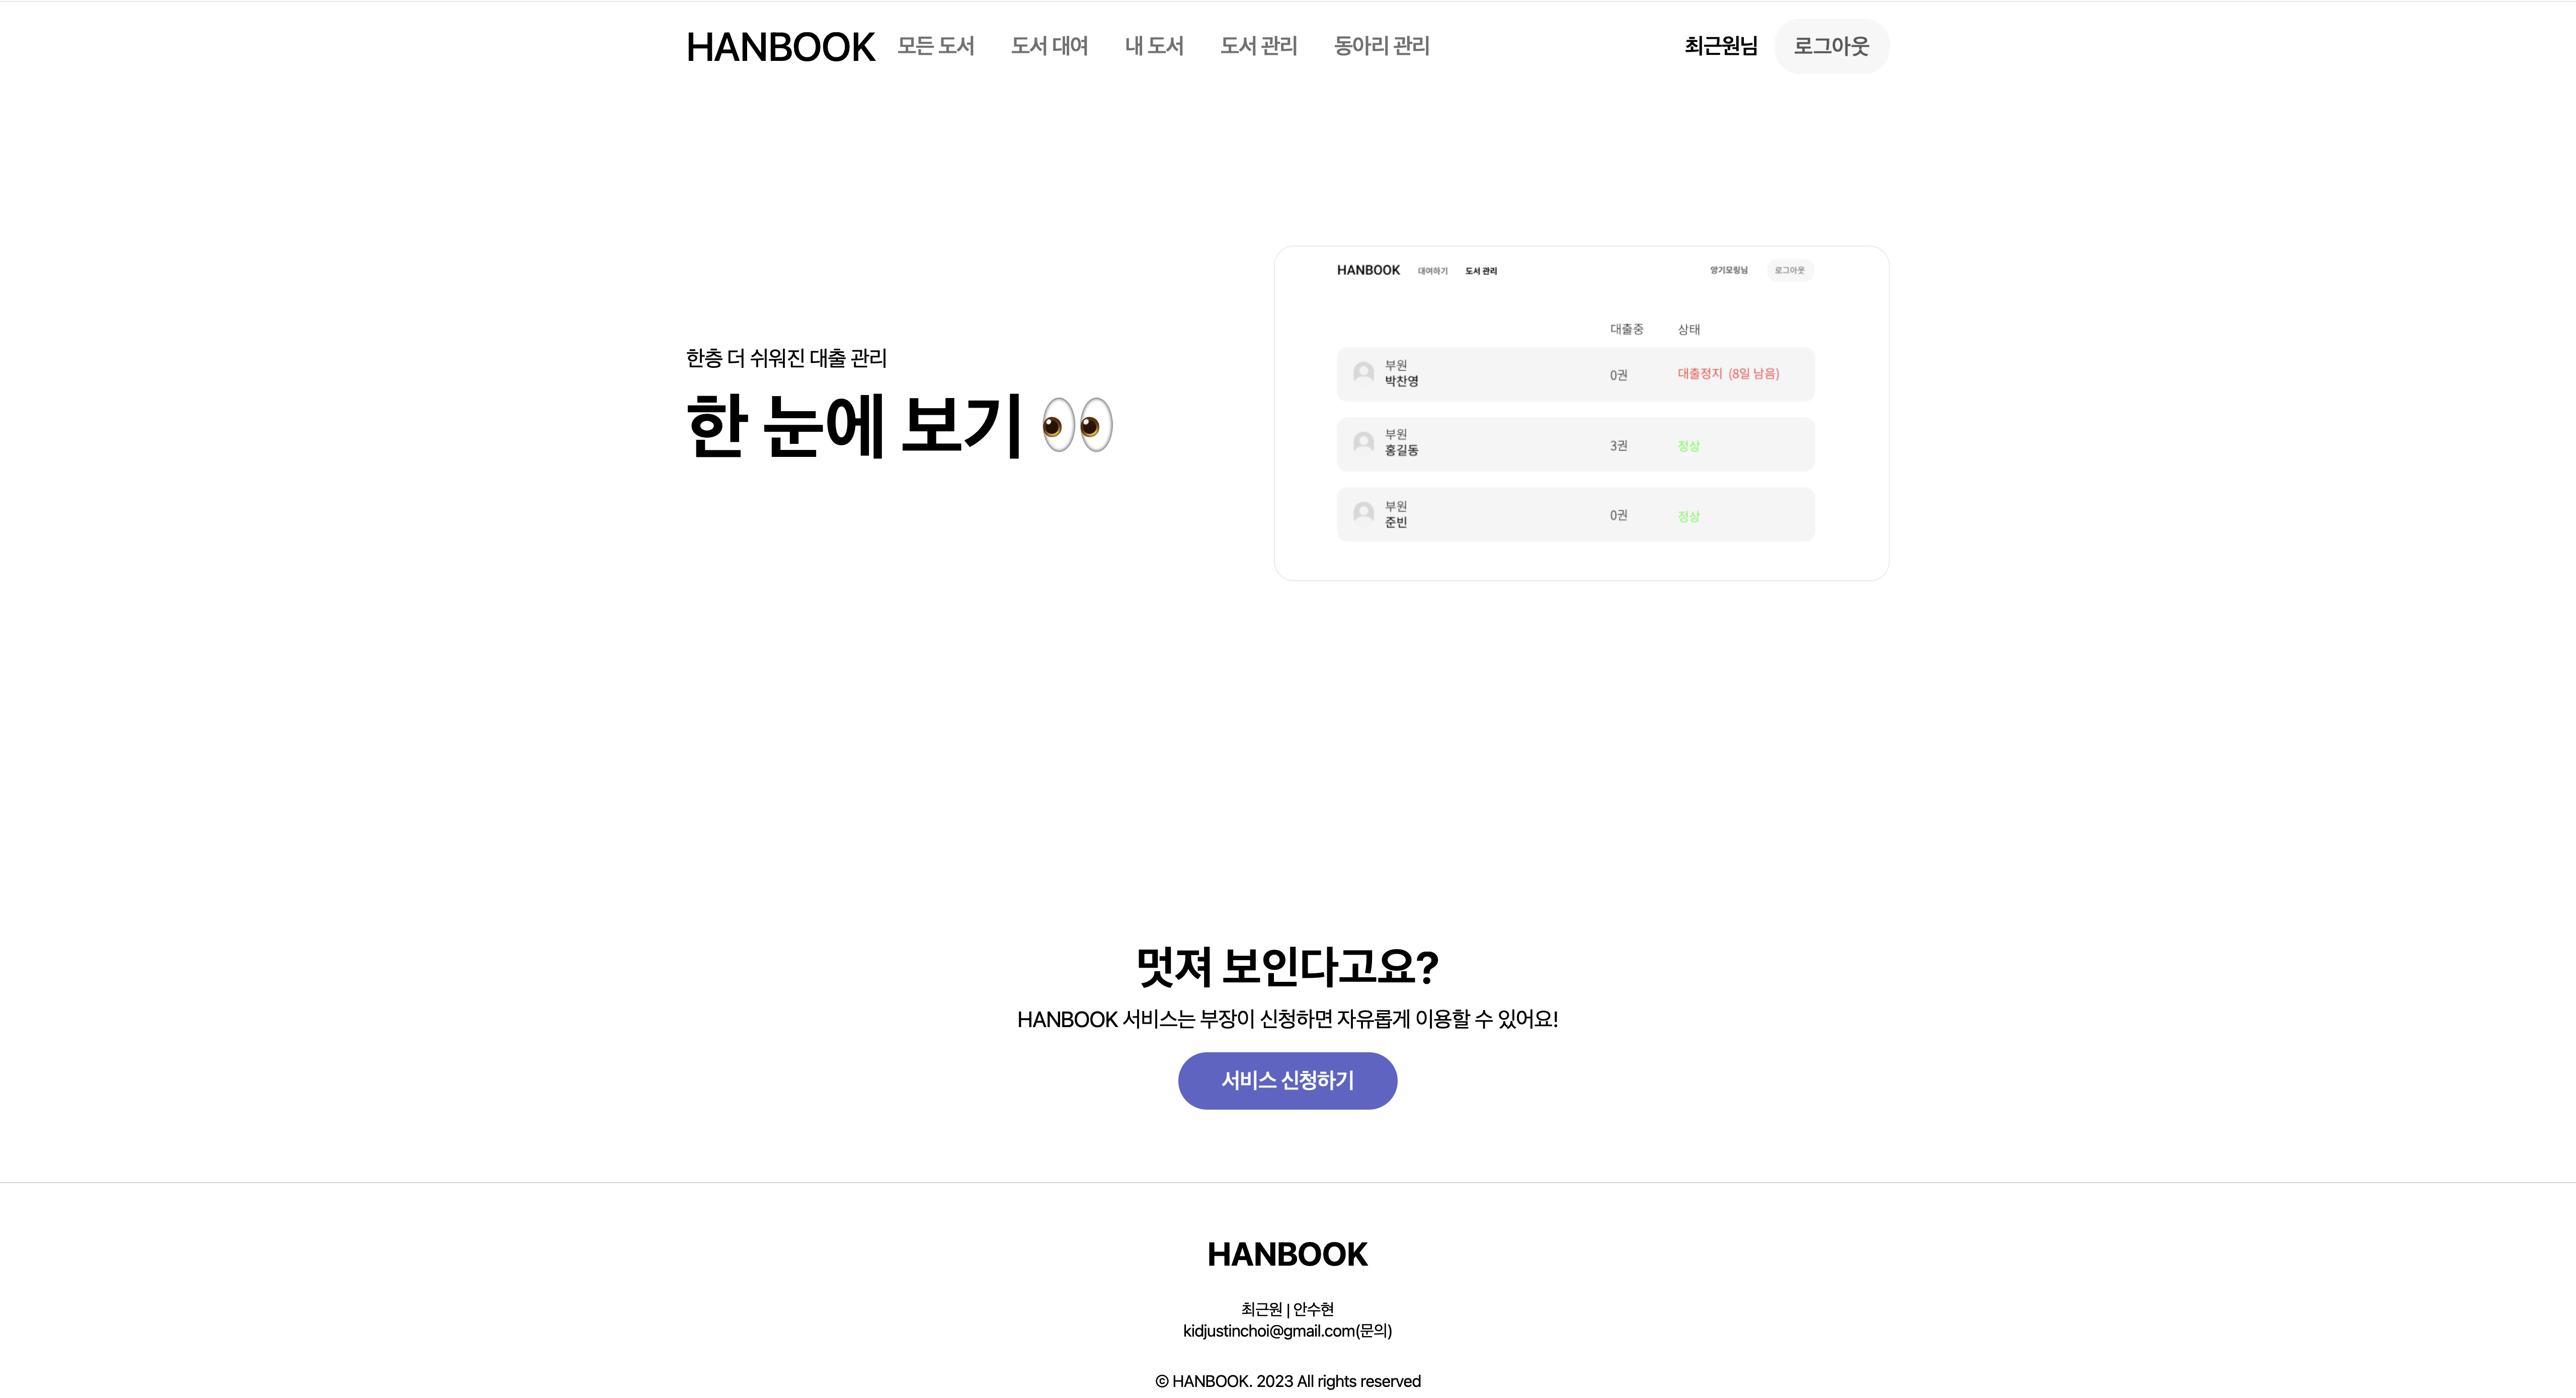 HANBOOK 모든 도서 도서 대여 내 도서 도서 관리 동아리 관리 최근원님 로그아웃
한층 더 쉬워진 대출 관리
한 눈에 보기 👀
HANBOOK 대여하기 도서 관리 앙기모링님 로그아웃
대출중 상태
부원
박찬영
0권 대출정지 (8일 남음)
부원
홍길동
3권 정상
부원
준빈
0권 정상
멋져 보인다고요?
HANBOOK 서비스는 부장이 신청하면 자유롭게 이용할 수 있어요!
서비스 신청하기
HANBOOK
최근원 | 안수현
kidjustinchoi@gmail.com(문의)
© HANBOOK. 2023 All rights reserved